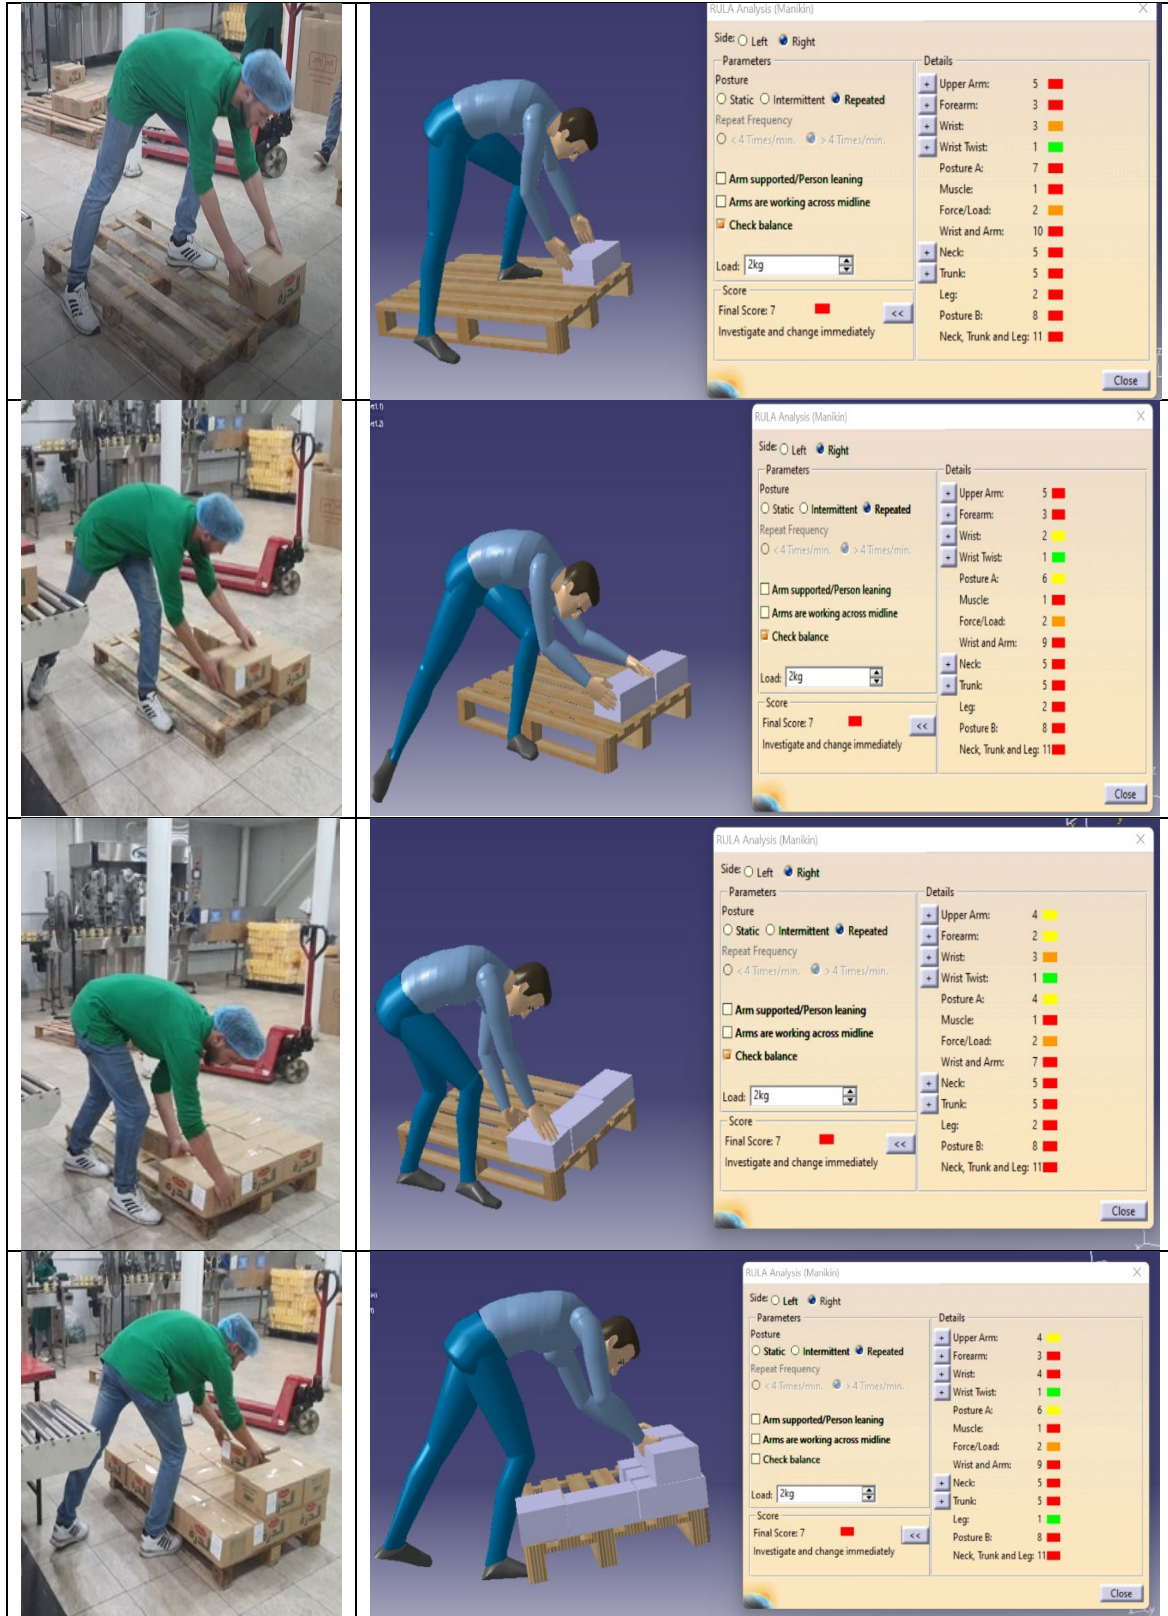 RULA Analysis (Manikin)
Side: Left Right
Parameters
Posture
Static Intermittent Repeated
Repeat Frequency
< 4 Times/min. > 4 Times/min.
Arm supported/Person leaning
Arms are working across midline
Check balance
Load: 2kg
Score
Final Score: 7
<<
Investigate and change immediately
Details
+ Upper Arm: 5
+ Forearm: 3
+ Wrist: 3
+ Wrist Twist: 1
Posture A: 7
Muscle: 1
Force/Load: 2
Wrist and Arm: 10
+ Neck: 5
+ Trunk: 5
Leg: 2
Posture B: 8
Neck, Trunk and Leg: 11
Close
الدرة
RULA Analysis (Manikin)
Side: Left Right
Parameters
Posture
Static Intermittent Repeated
Repeat Frequency
< 4 Times/min. > 4 Times/min.
Arm supported/Person leaning
Arms are working across midline
Check balance
Load: 2kg
Score
Final Score: 7
<<
Investigate and change immediately
Details
+ Upper Arm: 5
+ Forearm: 3
+ Wrist: 2
+ Wrist Twist: 1
Posture A: 6
Muscle: 1
Force/Load: 2
Wrist and Arm: 9
+ Neck: 5
+ Trunk: 5
Leg: 2
Posture B: 8
Neck, Trunk and Leg: 11
Close
RULA Analysis (Manikin)
Side: Left Right
Parameters
Posture
Static Intermittent Repeated
Repeat Frequency
< 4 Times/min. > 4 Times/min.
Arm supported/Person leaning
Arms are working across midline
Check balance
Load: 2kg
Score
Final Score: 7
<<
Investigate and change immediately
Details
+ Upper Arm: 4
+ Forearm: 2
+ Wrist: 3
+ Wrist Twist: 1
Posture A: 4
Muscle: 1
Force/Load: 2
Wrist and Arm: 7
+ Neck: 5
+ Trunk: 5
Leg: 2
Posture B: 8
Neck, Trunk and Leg: 11
Close
الدرة
RULA Analysis (Manikin)
Side: Left Right
Parameters
Posture
Static Intermittent Repeated
Repeat Frequency
< 4 Times/min. > 4 Times/min.
Arm supported/Person leaning
Arms are working across midline
Check balance
Load: 2kg
Score
Final Score: 7
<<
Investigate and change immediately
Details
+ Upper Arm: 4
+ Forearm: 3
+ Wrist: 4
+ Wrist Twist: 1
Posture A: 6
Muscle: 1
Force/Load: 2
Wrist and Arm: 9
+ Neck: 5
+ Trunk: 5
Leg: 1
Posture B: 8
Neck, Trunk and Leg: 11
Close
الدرة